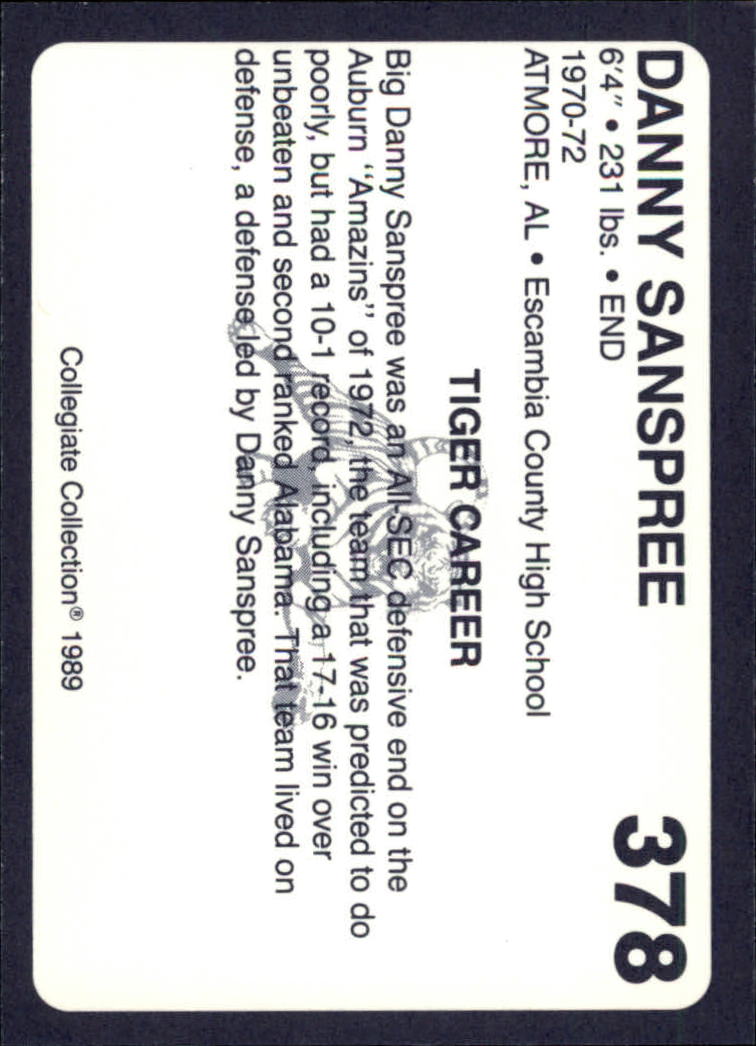 DANNY SANSPREE 378
6'4" • 231 lbs. • END
1970-72
ATMORE, AL • Escambia County High School
TIGER CAREER
Big Danny Sanspree was an All-SEC defensive end on the
Auburn "Amazins" of 1972, the team that was predicted to do
poorly, but had a 10-1 record, including a 17-16 win over
unbeaten and second ranked Alabama. That team lived on
defense, a defense led by Danny Sanspree.
Collegiate Collection® 1989